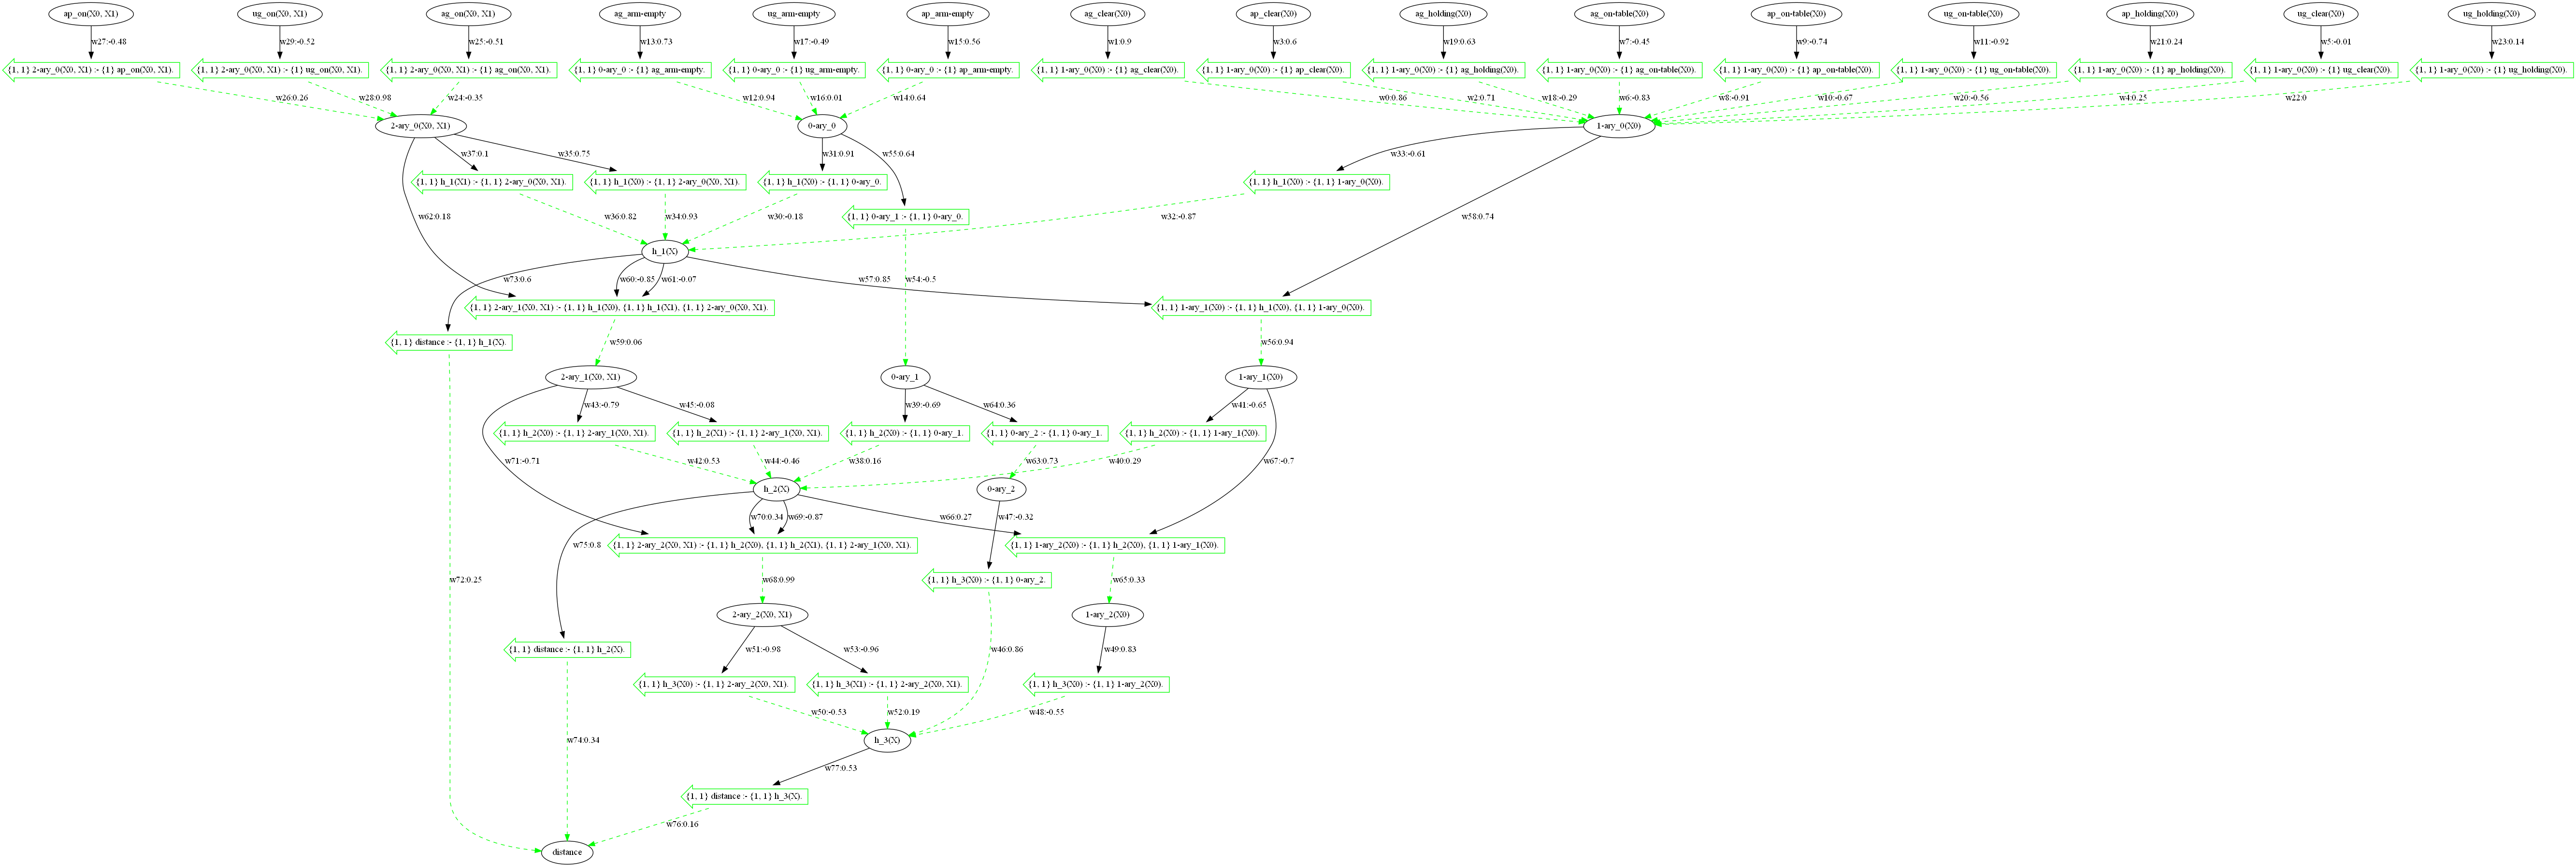 ap_on(X0, X1)
ug_on(X0, X1)
ag_on(X0, X1)
ag_arm-empty
ug_arm-empty
ap_arm-empty
ag_clear(X0)
ap_clear(X0)
ag_holding(X0)
ag_on-table(X0)
ap_on-table(X0)
ug_on-table(X0)
ap_holding(X0)
ug_clear(X0)
ug_holding(X0)
w27:-0.48
w29:-0.52
w25:-0.51
w13:0.73
w17:-0.49
w15:0.56
w1:0.9
w3:0.6
w19:0.63
w7:-0.45
w9:-0.74
w11:-0.92
w21:0.24
w5:-0.01
w23:0.14
{1, 1} 2-ary_0(X0, X1) :- {1} ap_on(X0, X1).
{1, 1} 2-ary_0(X0, X1) :- {1} ug_on(X0, X1).
{1, 1} 2-ary_0(X0, X1) :- {1} ag_on(X0, X1).
{1, 1} 0-ary_0 :- {1} ag_arm-empty.
{1, 1} 0-ary_0 :- {1} ug_arm-empty.
{1, 1} 0-ary_0 :- {1} ap_arm-empty.
{1, 1} 1-ary_0(X0) :- {1} ag_clear(X0).
{1, 1} 1-ary_0(X0) :- {1} ap_clear(X0).
{1, 1} 1-ary_0(X0) :- {1} ag_holding(X0).
{1, 1} 1-ary_0(X0) :- {1} ag_on-table(X0).
{1, 1} 1-ary_0(X0) :- {1} ap_on-table(X0).
{1, 1} 1-ary_0(X0) :- {1} ug_on-table(X0).
{1, 1} 1-ary_0(X0) :- {1} ap_holding(X0).
{1, 1} 1-ary_0(X0) :- {1} ug_clear(X0).
{1, 1} 1-ary_0(X0) :- {1} ug_holding(X0).
w26:0.26
w28:0.98
w24:-0.35
w12:0.94
w16:0.01
w14:0.64
w0:0.86
w2:0.71
w18:-0.29
w6:-0.83
w8:-0.91
w10:-0.67
w20:-0.56
w4:0.25
w22:0
2-ary_0(X0, X1)
0-ary_0
1-ary_0(X0)
w37:0.1
w35:0.75
w31:0.91
w55:0.64
w33:-0.61
{1, 1} h_1(X1) :- {1, 1} 2-ary_0(X0, X1).
{1, 1} h_1(X0) :- {1, 1} 2-ary_0(X0, X1).
{1, 1} h_1(X0) :- {1, 1} 0-ary_0.
{1, 1} h_1(X0) :- {1, 1} 1-ary_0(X0).
w62:0.18
w36:0.82
w34:0.93
w30:-0.18
{1, 1} 0-ary_1 :- {1, 1} 0-ary_0.
w32:-0.87
w58:0.74
h_1(X)
w73:0.6
w60:-0.85
w61:-0.07
w57:0.85
w54:-0.5
{1, 1} 2-ary_1(X0, X1) :- {1, 1} h_1(X0), {1, 1} h_1(X1), {1, 1} 2-ary_0(X0, X1).
{1, 1} 1-ary_1(X0) :- {1, 1} h_1(X0), {1, 1} 1-ary_0(X0).
{1, 1} distance :- {1, 1} h_1(X).
w59:0.06
w56:0.94
2-ary_1(X0, X1)
0-ary_1
1-ary_1(X0)
w43:-0.79
w45:-0.08
w39:-0.69
w64:0.36
w41:-0.65
{1, 1} h_2(X0) :- {1, 1} 2-ary_1(X0, X1).
{1, 1} h_2(X1) :- {1, 1} 2-ary_1(X0, X1).
{1, 1} h_2(X0) :- {1, 1} 0-ary_1.
{1, 1} 0-ary_2 :- {1, 1} 0-ary_1.
{1, 1} h_2(X0) :- {1, 1} 1-ary_1(X0).
w71:-0.71
w42:0.53
w44:-0.46
w38:0.16
w63:0.73
w40:0.29
w67:-0.7
h_2(X)
0-ary_2
w70:0.34
w69:-0.87
w66:0.27
w47:-0.32
{1, 1} 2-ary_2(X0, X1) :- {1, 1} h_2(X0), {1, 1} h_2(X1), {1, 1} 2-ary_1(X0, X1).
{1, 1} 1-ary_2(X0) :- {1, 1} h_2(X0), {1, 1} 1-ary_1(X0).
w72:0.25
w75:0.8
w68:0.99
{1, 1} h_3(X0) :- {1, 1} 0-ary_2.
w65:0.33
2-ary_2(X0, X1)
1-ary_2(X0)
{1, 1} distance :- {1, 1} h_2(X).
w51:-0.98
w53:-0.96
w46:0.86
w49:0.83
{1, 1} h_3(X0) :- {1, 1} 2-ary_2(X0, X1).
{1, 1} h_3(X1) :- {1, 1} 2-ary_2(X0, X1).
{1, 1} h_3(X0) :- {1, 1} 1-ary_2(X0).
w50:-0.53
w52:0.19
w48:-0.55
w74:0.34
h_3(X)
w77:0.53
{1, 1} distance :- {1, 1} h_3(X).
w76:0.16
distance